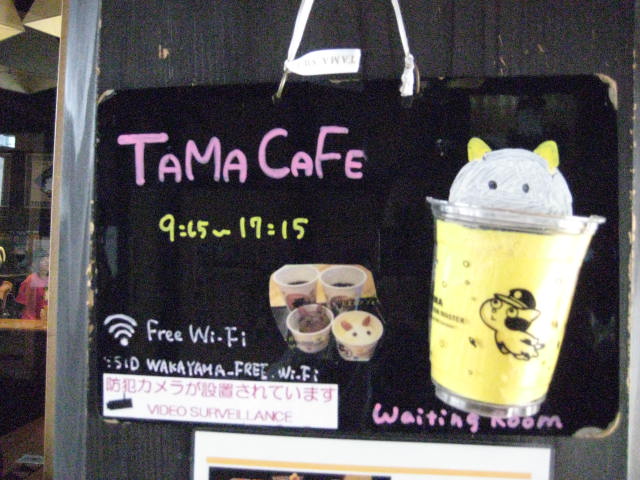 TAMA CAFE
9:15~17:15
Free Wi-Fi
:SiD WAKAYAMA_FREE_Wi-Fi
防犯カメラが設置されています
VIDEO SURVEILLANCE
Waiting Room